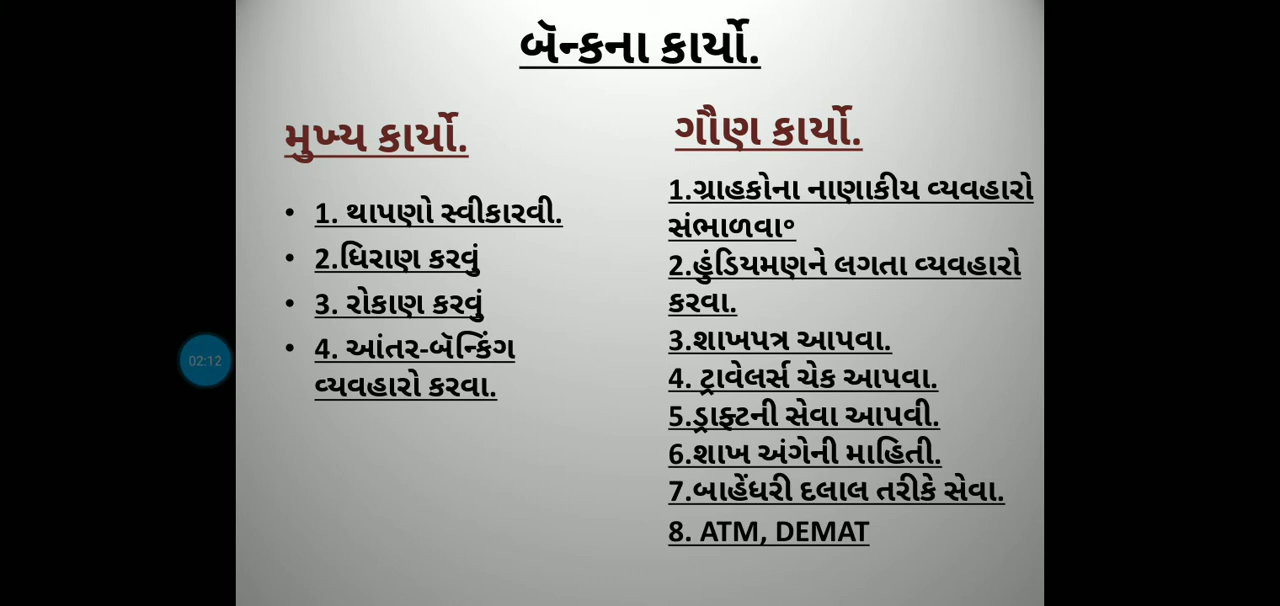 બૅન્કના કાર્યો.
મુખ્ય કાર્યો.
• 1. થાપણો સ્વીકારવી.
• 2.ધિરાણ કરવું
• 3. રોકાણ કરવું
• 4. આંતર-બૅન્કિંગ
વ્યવહારો કરવા.
02:12
ગૌણ કાર્યો.
1.ગ્રાહકોના નાણાકીય વ્યવહારો
સંભાળવા॰
2.હુંડિયમણને લગતા વ્યવહારો
કરવા.
3.શાખપત્ર આપવા.
4. ટ્રાવેલર્સ ચેક આપવા.
5.ડ્રાફ્ટની સેવા આપવી.
6.શાખ અંગેની માહિતી.
7.બાહેંધરી દલાલ તરીકે સેવા.
8. ATM, DEMAT